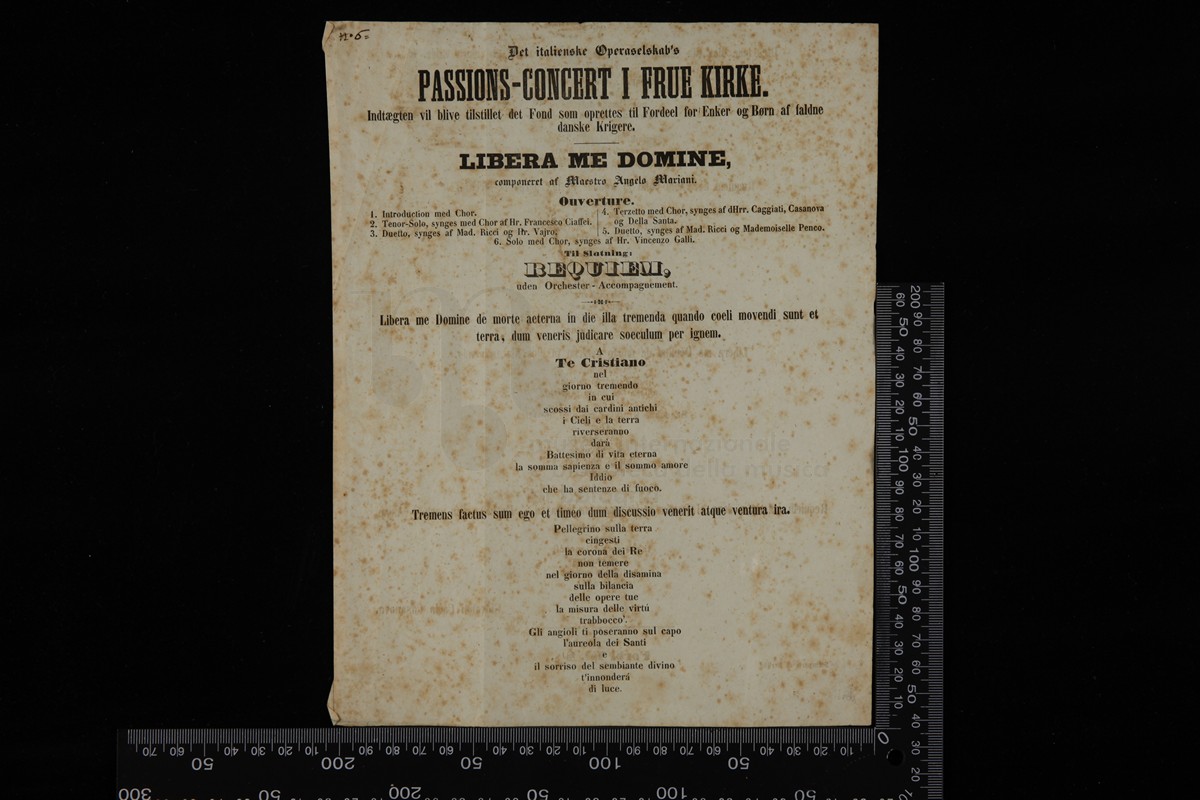 N. 6=
Det italienske Operaselskab's
PASSIONS-CONCERT I FRUE KIRKE.
Indtægten vil blive tilstillet det Fond som oprettes til Fordeel for Enker og Børn af faldne
danske Krigere.
LIBERA ME DOMINE,
componeret af Maestro Angelo Mariani.
Ouverture.
1. Introduction med Chor.
2. Tenor-Solo, synges med Chor af Hr. Francesco Ciaffei.
3. Duetto, synges af Mad. Ricci og Hr. Vajro.
4. Terzetto med Chor, synges af dHrr. Caggiati, Casanova
og Della Santa.
5. Duetto, synges af Mad. Ricci og Mademoiselle Penco.
6. Solo med Chor, synges af Hr. Vincenzo Galli.
Til Slutning:
REQUIEM,
uden Orchester-Accompagnement.
Libera me Domine de morte aeterna in die illa tremenda quando coeli movendi sunt et
terra, dum veneris judicare soeculum per ignem.
A
Te Cristiano
nel
giorno tremendo
in cui
scossi dai cardini antichi
i Cieli e la terra
riverseranno
dará
Battesimo di vita eterna
la somma sapienza e il sommo amore
Iddio
che ha sentenze di fuoco.
Tremens factus sum ego et timeo dum discussio venerit atque ventura ira.
Pellegrino sulla terra
cingesti
la corona dei Re
non temere
nel giorno della disamina
sulla bilancia
delle opere tue
la misura delle virtú
trabbocco'.
Gli angioli ti poseranno sul capo
l'aureola dei Santi
e
il sorriso del sembiante divino
t'innonderá
di luce.